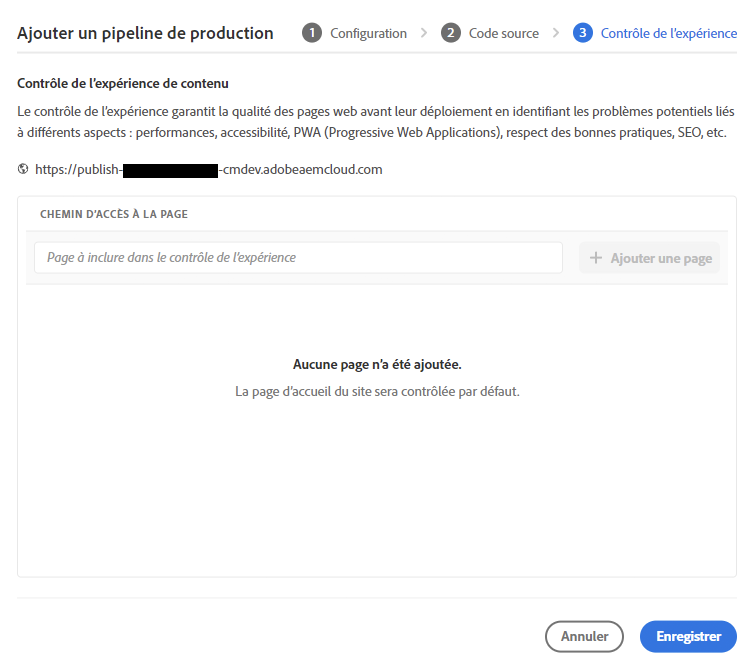 Ajouter un pipeline de production
1 Configuration > 2 Code source > 3 Contrôle de l’expérience
Contrôle de l’expérience de contenu
Le contrôle de l’expérience garantit la qualité des pages web avant leur déploiement en identifiant les problèmes potentiels liés
à différents aspects : performances, accessibilité, PWA (Progressive Web Applications), respect des bonnes pratiques, SEO, etc.
https://publish- -cmdev.adobeaemcloud.com
CHEMIN D’ACCÈS À LA PAGE
Page à inclure dans le contrôle de l’expérience
+ Ajouter une page
Aucune page n’a été ajoutée.
La page d’accueil du site sera contrôlée par défaut.
Annuler
Enregistrer